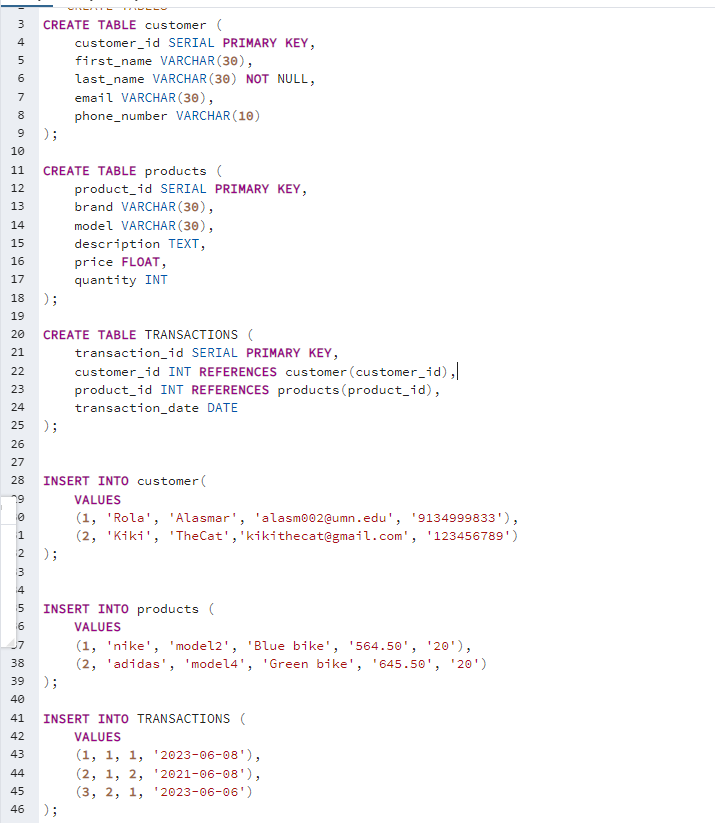 CREATE TABLES
3 CREATE TABLE customer (
4 customer_id SERIAL PRIMARY KEY,
5 first_name VARCHAR(30),
6 last_name VARCHAR(30) NOT NULL,
7 email VARCHAR(30),
8 phone_number VARCHAR(10)
9 );
10
11 CREATE TABLE products (
12 product_id SERIAL PRIMARY KEY,
13 brand VARCHAR(30),
14 model VARCHAR(30),
15 description TEXT,
16 price FLOAT,
17 quantity INT
18 );
19
20 CREATE TABLE TRANSACTIONS (
21 transaction_id SERIAL PRIMARY KEY,
22 customer_id INT REFERENCES customer(customer_id),
23 product_id INT REFERENCES products(product_id),
24 transaction_date DATE
25 );
26
27
28 INSERT INTO customer(
9 VALUES
0 (1, 'Rola', 'Alasmar', 'alasm002@umn.edu', '9134999833'),
1 (2, 'Kiki', 'TheCat','kikithecat@gmail.com', '123456789')
2 );
3
4
5 INSERT INTO products (
6 VALUES
7 (1, 'nike', 'model2', 'Blue bike', '564.50', '20'),
38 (2, 'adidas', 'model4', 'Green bike', '645.50', '20')
39 );
40
41 INSERT INTO TRANSACTIONS (
42 VALUES
43 (1, 1, 1, '2023-06-08'),
44 (2, 1, 2, '2021-06-08'),
45 (3, 2, 1, '2023-06-06')
46 );